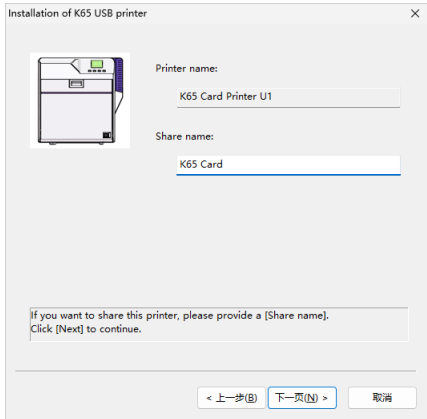 Installation of K65 USB printer
Printer name:
K65 Card Printer U1
Share name:
K65 Card
If you want to share this printer, please provide a [Share name].
Click [Next] to continue.
< 上一步(B)
下一页(N) >
取消